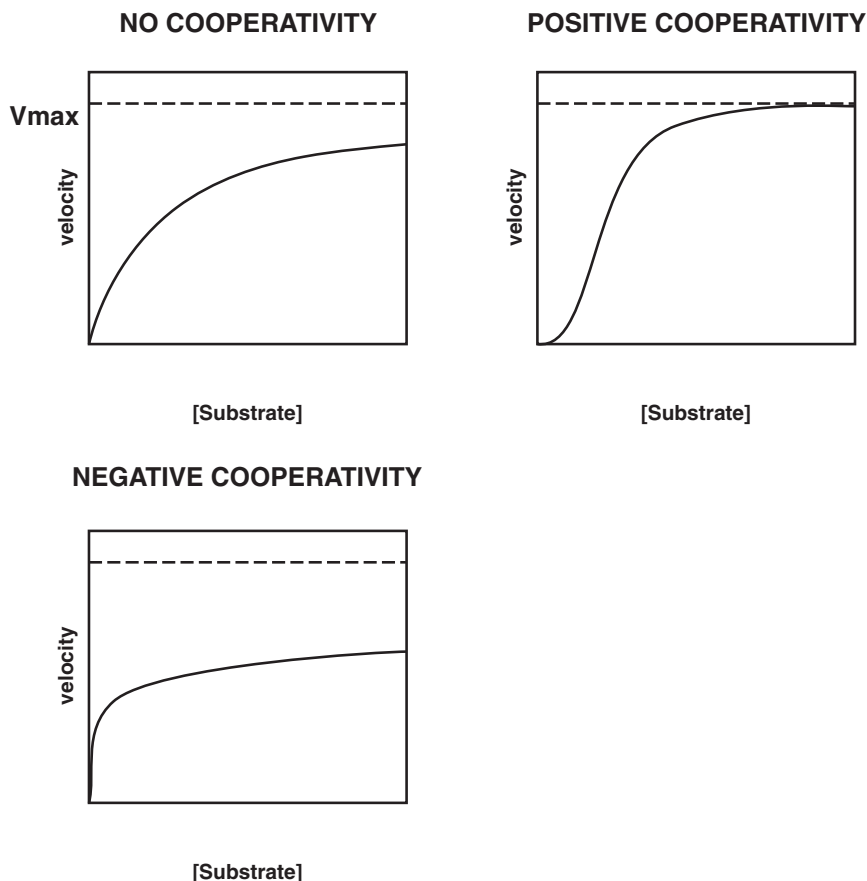 NO COOPERATIVITY
Vmax
velocity
[Substrate]
POSITIVE COOPERATIVITY
velocity
[Substrate]
NEGATIVE COOPERATIVITY
velocity
[Substrate]